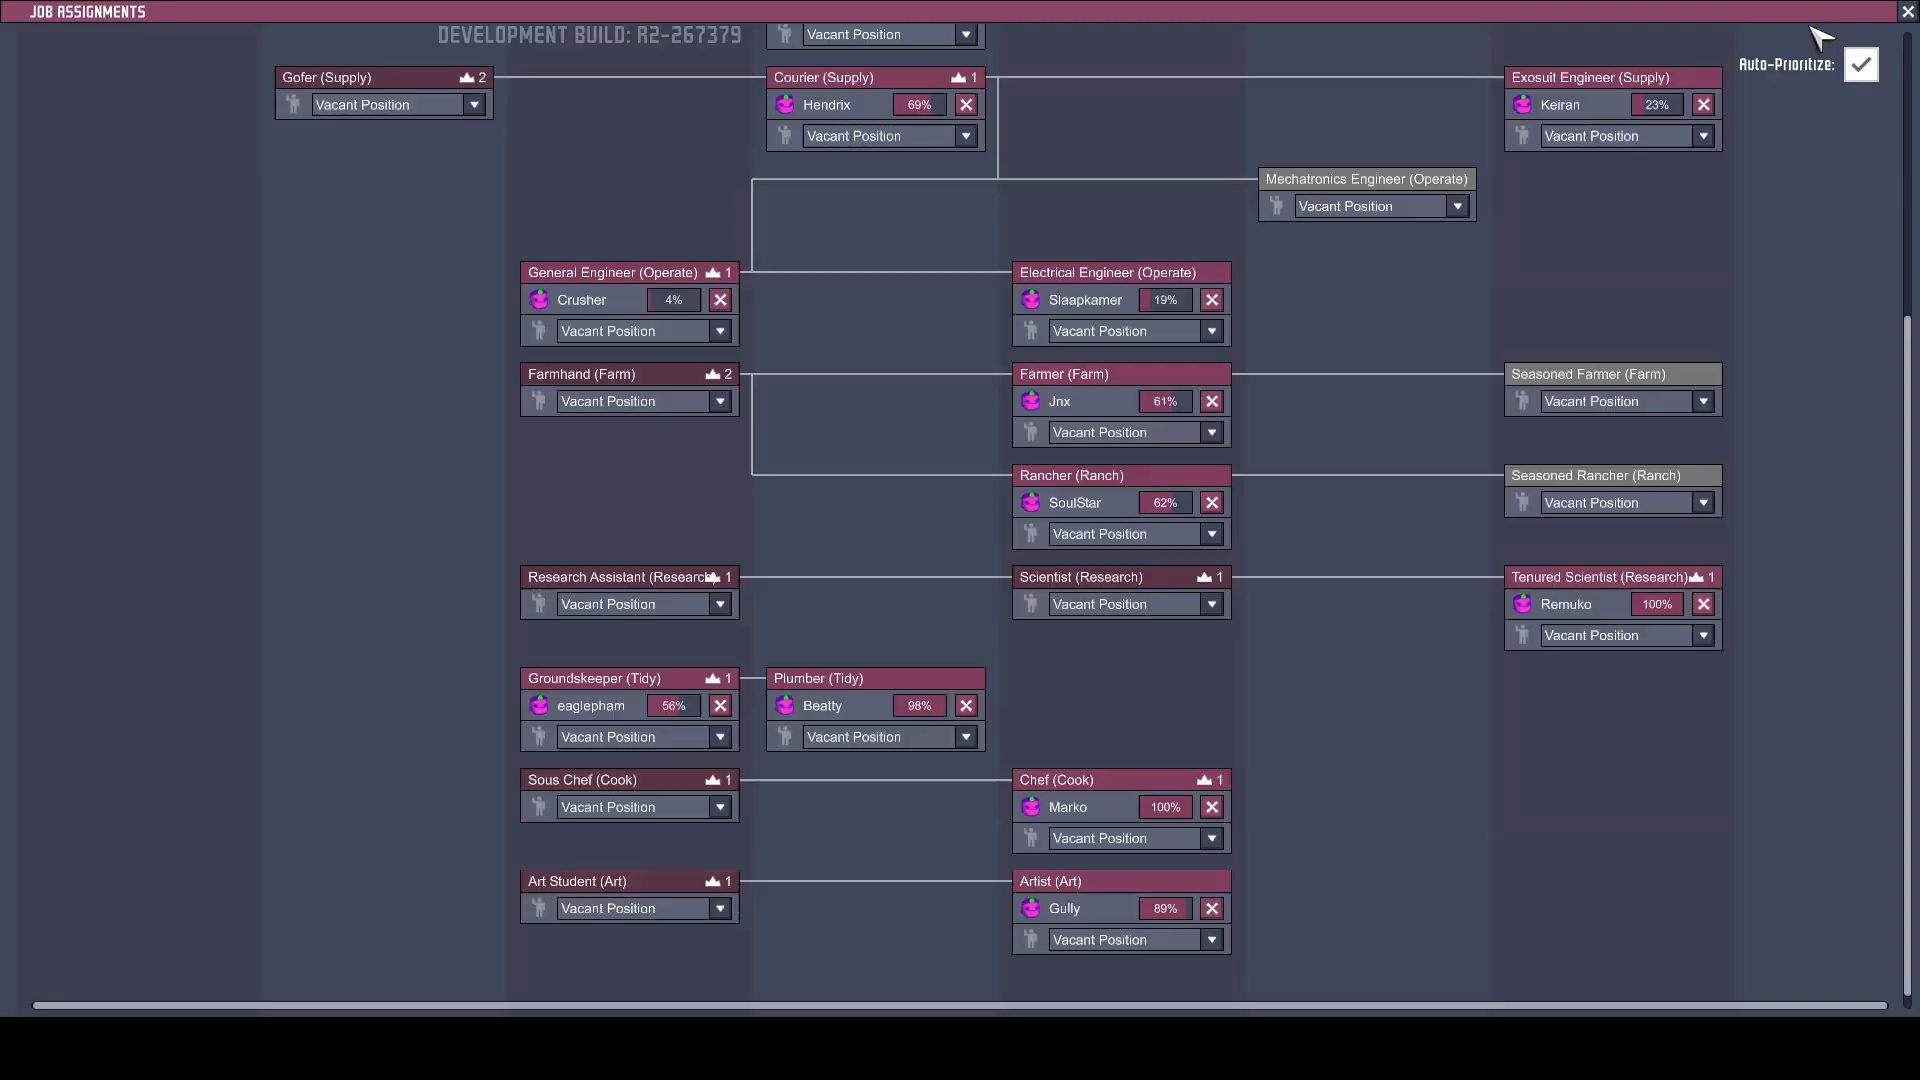 JOB ASSIGNMENTS
DEVELOPMENT BUILD: R2-267379
Vacant Position
Auto-Prioritize:
Gofer (Supply) 2
Vacant Position
Courier (Supply) 1
Hendrix 69%
Vacant Position
Exosuit Engineer (Supply)
Keiran 23%
Vacant Position
Mechatronics Engineer (Operate)
Vacant Position
General Engineer (Operate) 1
Crusher 4%
Vacant Position
Electrical Engineer (Operate)
Slaapkamer 19%
Vacant Position
Farmhand (Farm) 2
Vacant Position
Farmer (Farm)
Jnx 61%
Vacant Position
Seasoned Farmer (Farm)
Vacant Position
Rancher (Ranch)
SoulStar 62%
Vacant Position
Seasoned Rancher (Ranch)
Vacant Position
Research Assistant (Research 1
Vacant Position
Scientist (Research) 1
Vacant Position
Tenured Scientist (Research) 1
Remuko 100%
Vacant Position
Groundskeeper (Tidy) 1
eaglepham 56%
Vacant Position
Plumber (Tidy)
Beatty 98%
Vacant Position
Sous Chef (Cook) 1
Vacant Position
Chef (Cook) 1
Marko 100%
Vacant Position
Art Student (Art) 1
Vacant Position
Artist (Art)
Gully 89%
Vacant Position